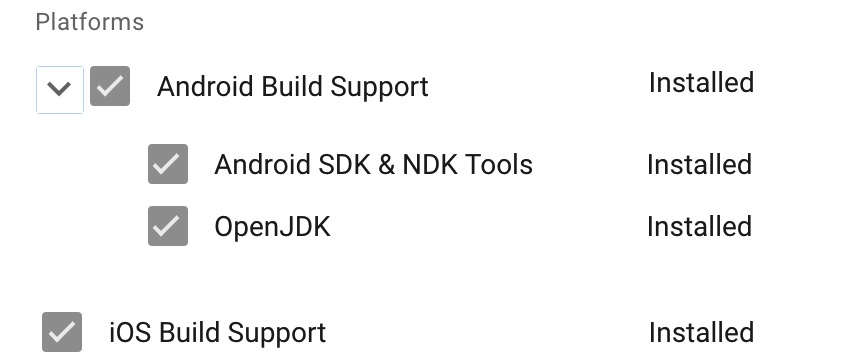 Platforms
Android Build Support Installed
Android SDK & NDK Tools Installed
OpenJDK Installed
iOS Build Support Installed